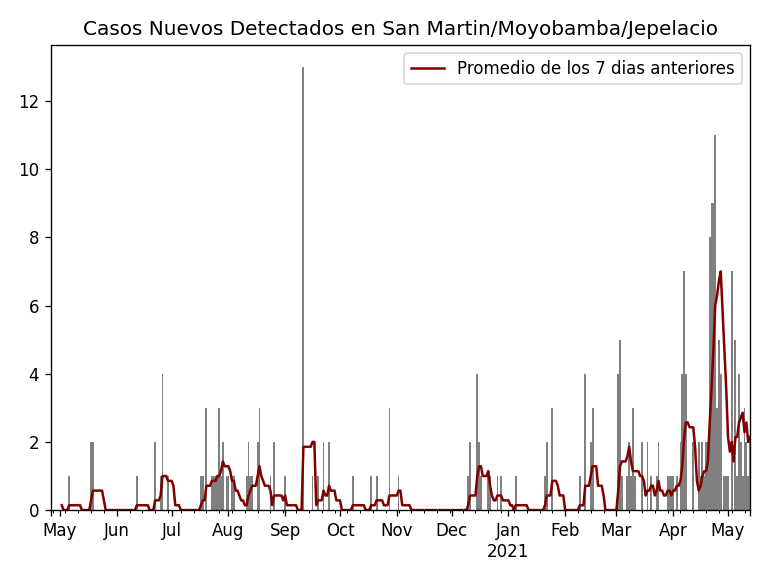 Casos Nuevos Detectados en San Martin/Moyobamba/Jepelacio
Promedio de los 7 dias anteriores
12
10
8
6
4
2
0
May Jun Jul Aug Sep Oct Nov Dec Jan Feb Mar Apr May
2021